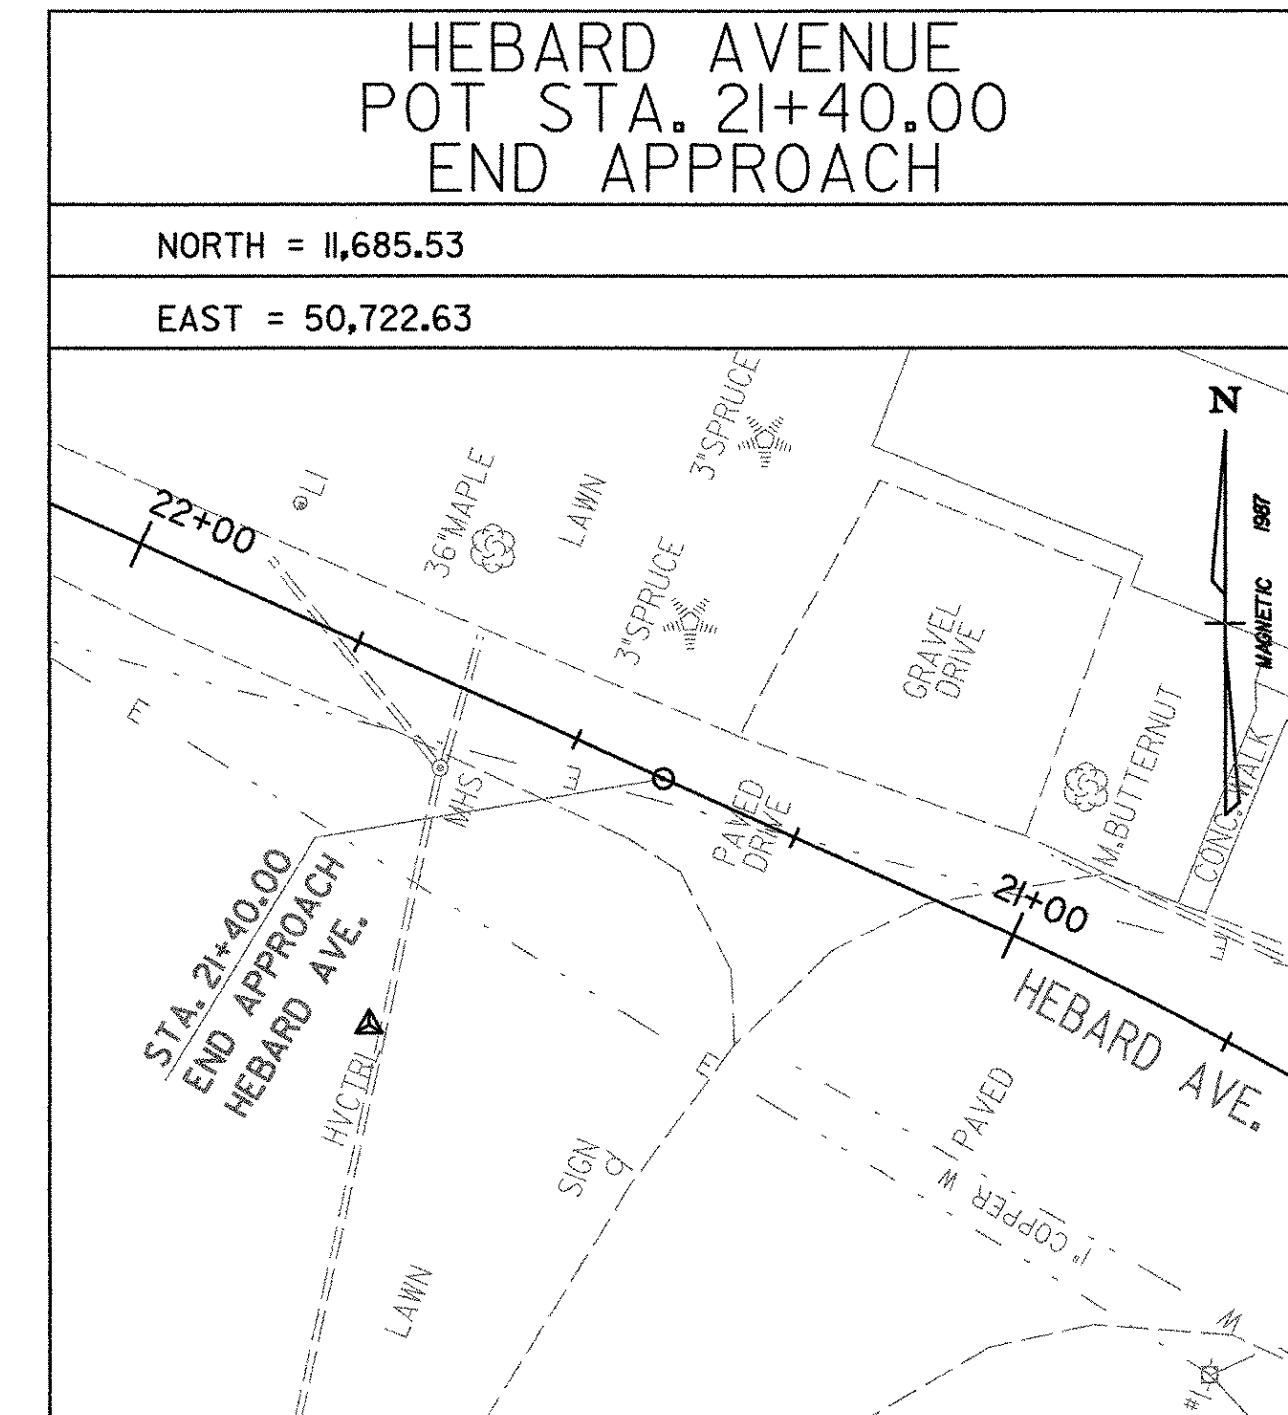 HEBARD AVENUE
POT STA. 21+40.00
END APPROACH
NORTH = 11,685.53
EAST = 50,722.63
N
MAGNETIC 1987
3"SPRUCE
LI
36"MAPLE
LAWN
22+00
3"SPRUCE
GRAVEL
DRIVE
E
M.BUTTERNUT
CONC. WALK
MHS
E
PAVED
DRIVE
21+00
E
STA. 21+40.00
END APPROACH
HEBARD AVE.
HEBARD AVE.
HVCTRL
E
PAVED
SIGN
W
1" COPPER
LAWN
W
#1